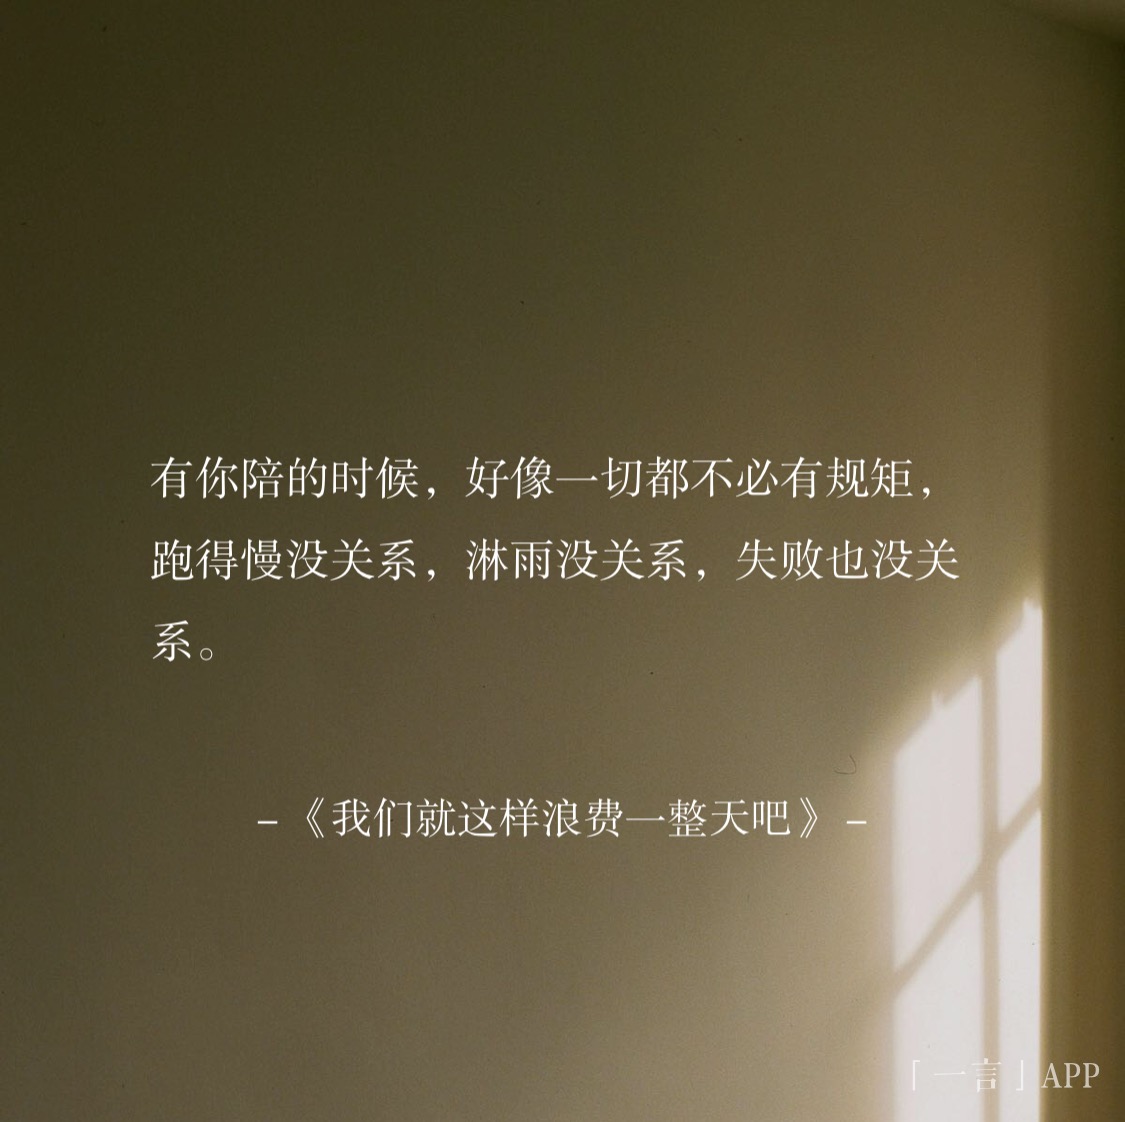 有你陪的时候，好像一切都不必有规矩，
跑得慢没关系，淋雨没关系，失败也没关
系。
–《我们就这样浪费一整天吧》–
「一言」APP